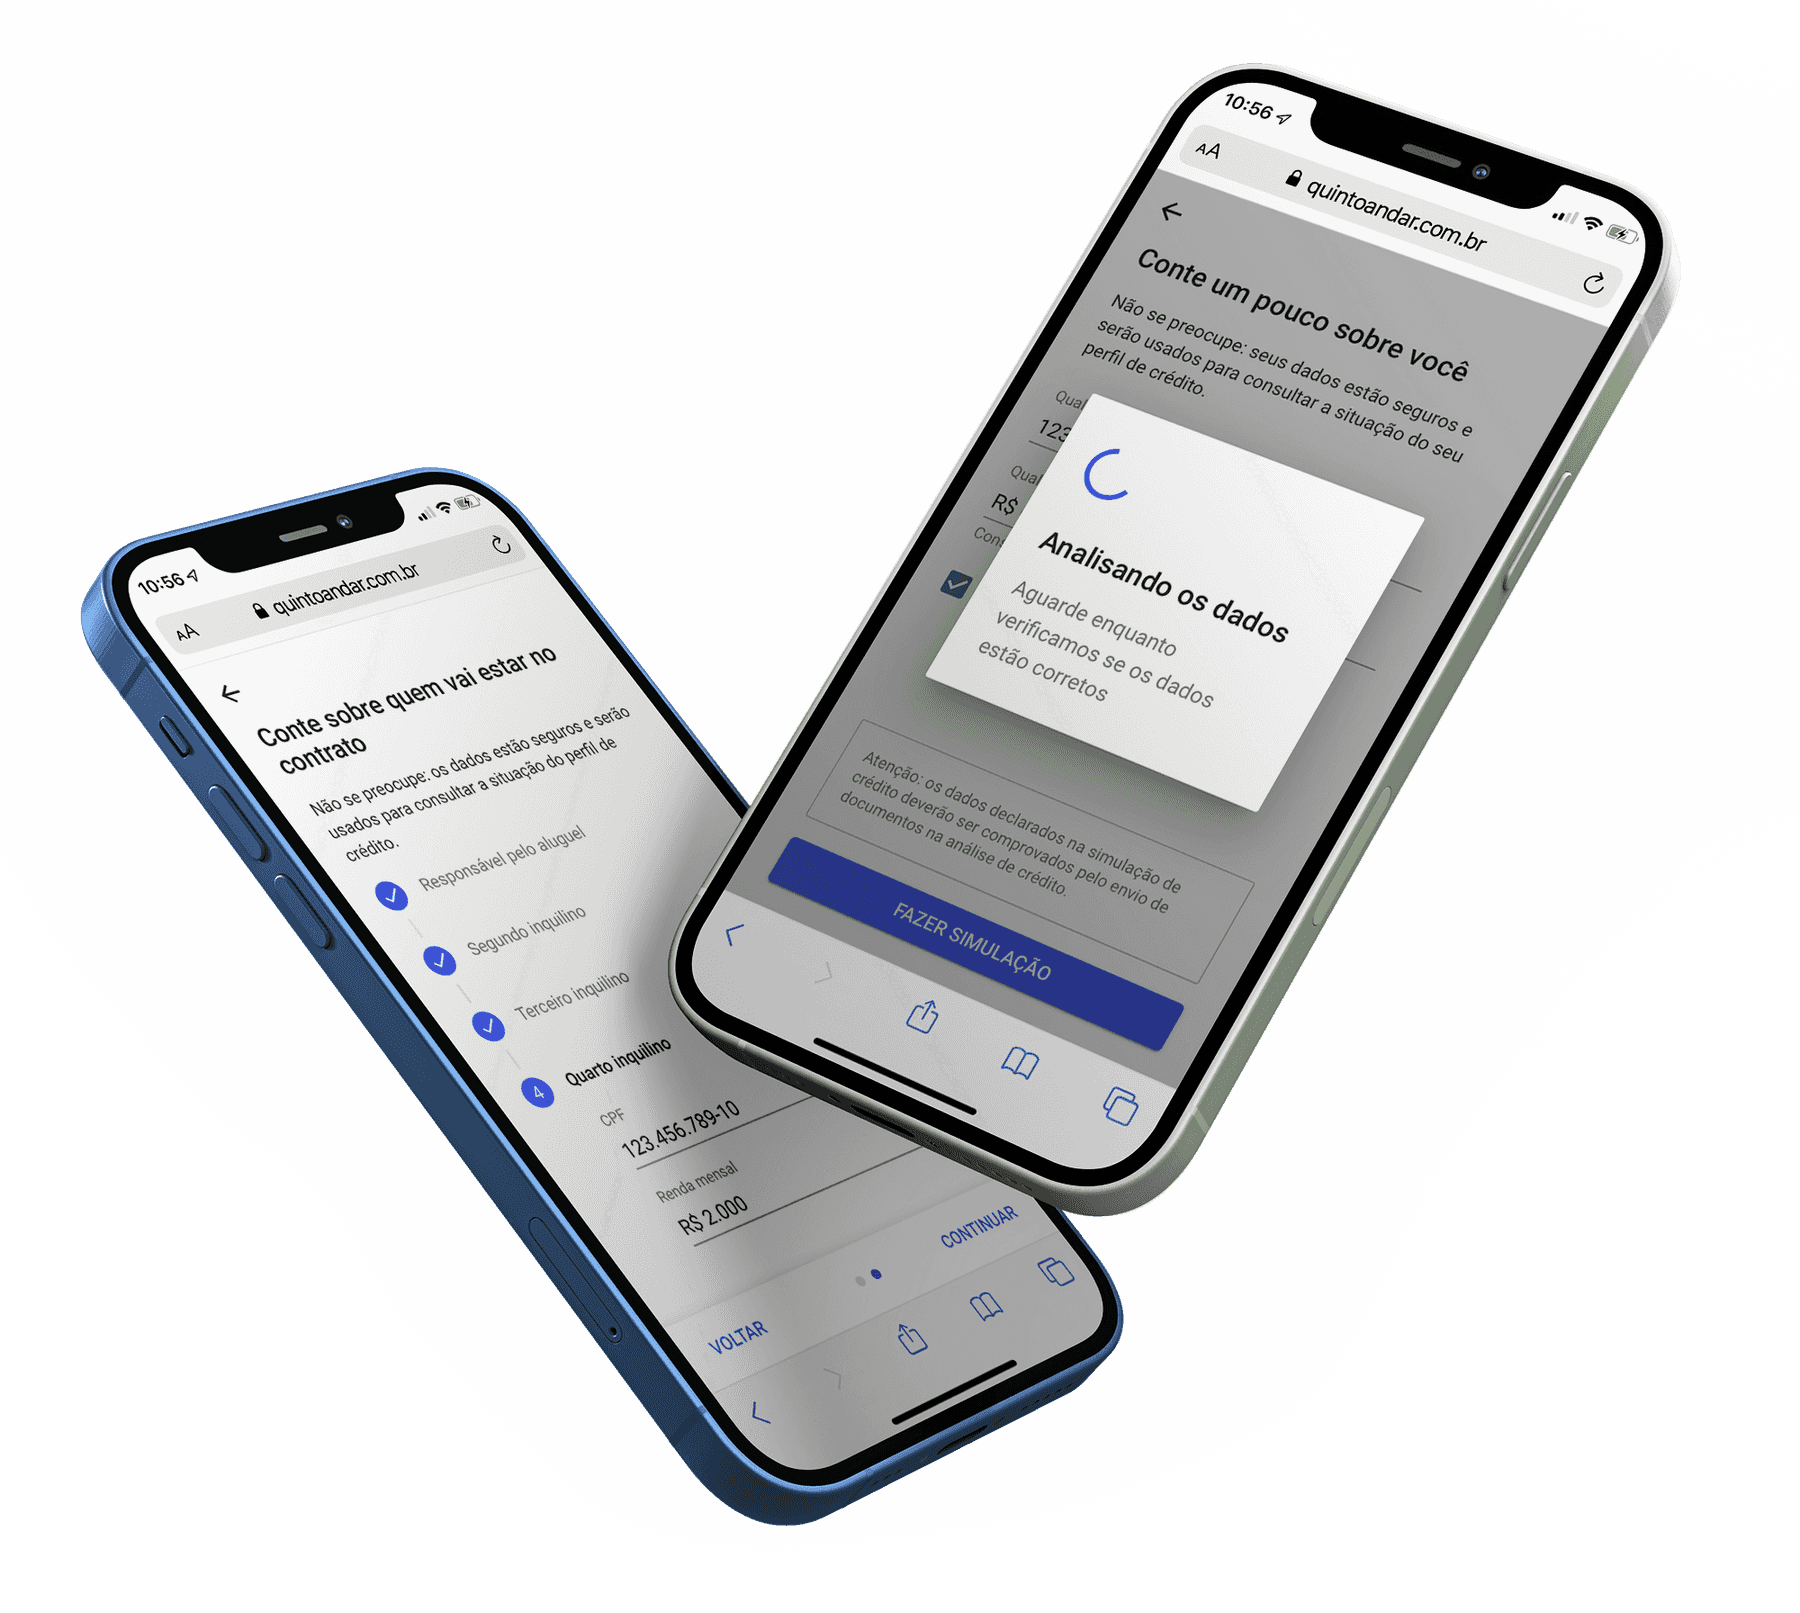 10:56
AA
quintoandar.com.br
Conte sobre quem vai estar no
contrato
Não se preocupe: os dados estão seguros e serão
usados para consultar a situação do perfil de
crédito.
Responsável pelo aluguel
Segundo inquilino
Terceiro inquilino
4
Quarto inquilino
CPF
123.456.789-10
Renda mensal
R$ 2.000
VOLTAR
CONTINUAR
10:56
AA
quintoandar.com.br
Conte um pouco sobre você
Não se preocupe: seus dados estão seguros e
serão usados para consultar a situação do seu
perfil de crédito.
Qual
123
Qual
R$
Cons
Analisando os dados
Aguarde enquanto
verificamos se os dados
estão corretos
Atenção: os dados declarados na simulação de
crédito deverão ser comprovados pelo envio de
documentos na análise de crédito.
FAZER SIMULAÇÃO